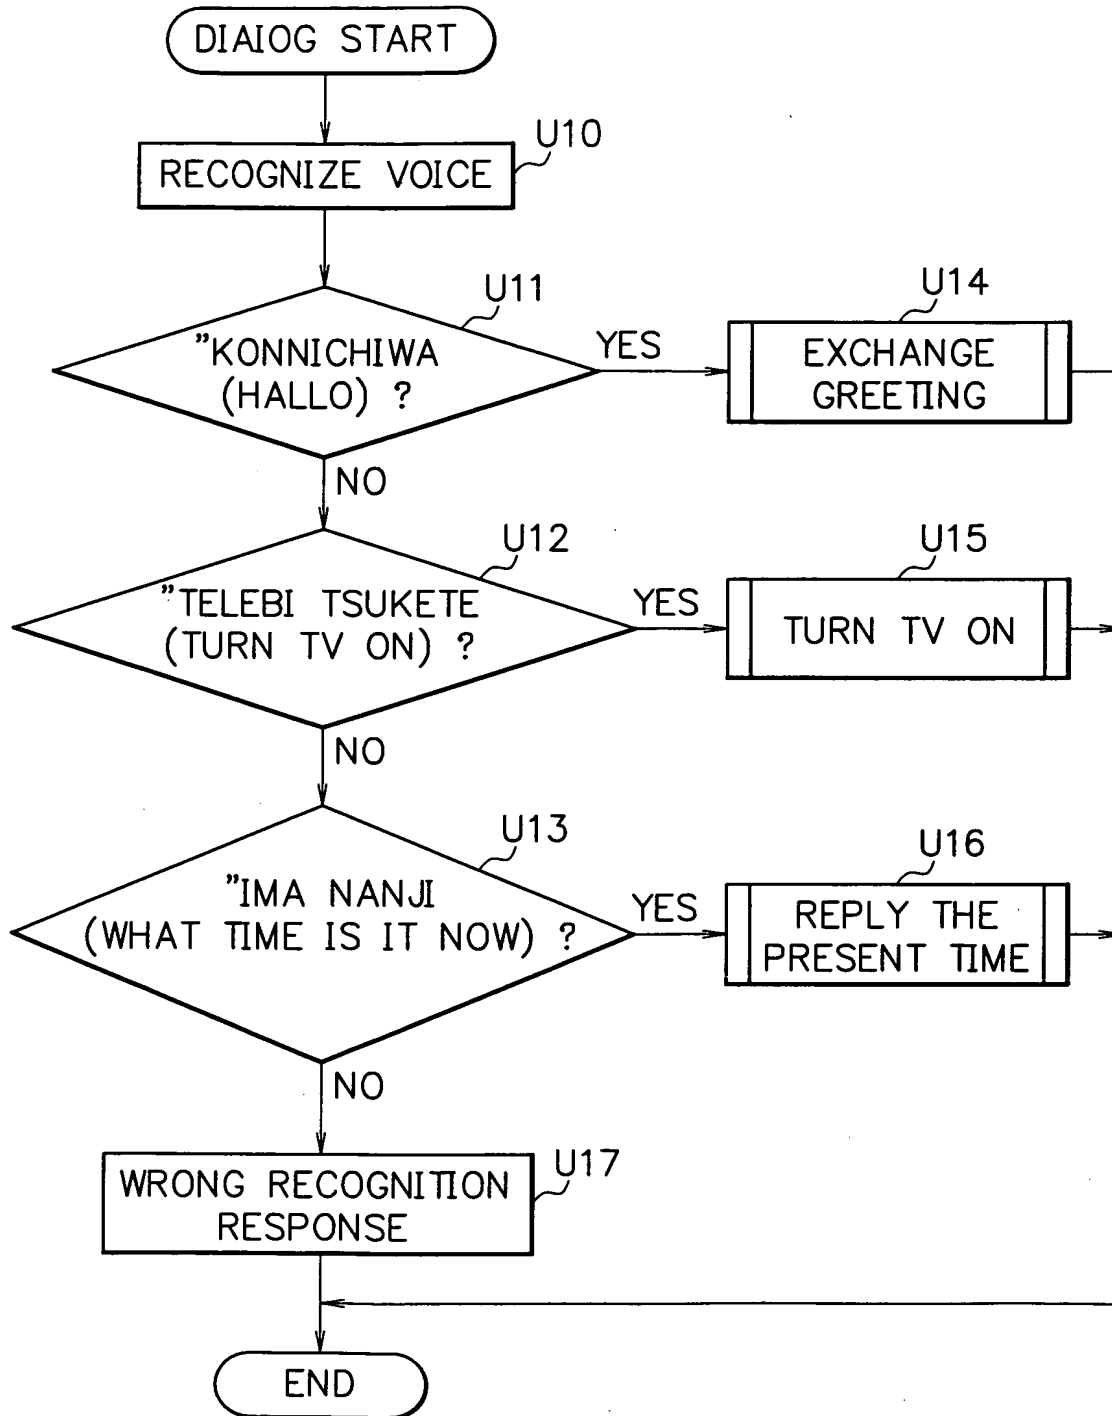 DIAIOG START
U10
RECOGNIZE VOICE
U11
U14
"KONNICHIWA
(HALLO) ?
YES
EXCHANGE
GREETING
NO
U12
U15
"TELEBI TSUKETE
(TURN TV ON) ?
YES
TURN TV ON
NO
U13
U16
"IMA NANJI
(WHAT TIME IS IT NOW) ?
YES
REPLY THE
PRESENT TIME
NO
U17
WRONG RECOGNITION
RESPONSE
END